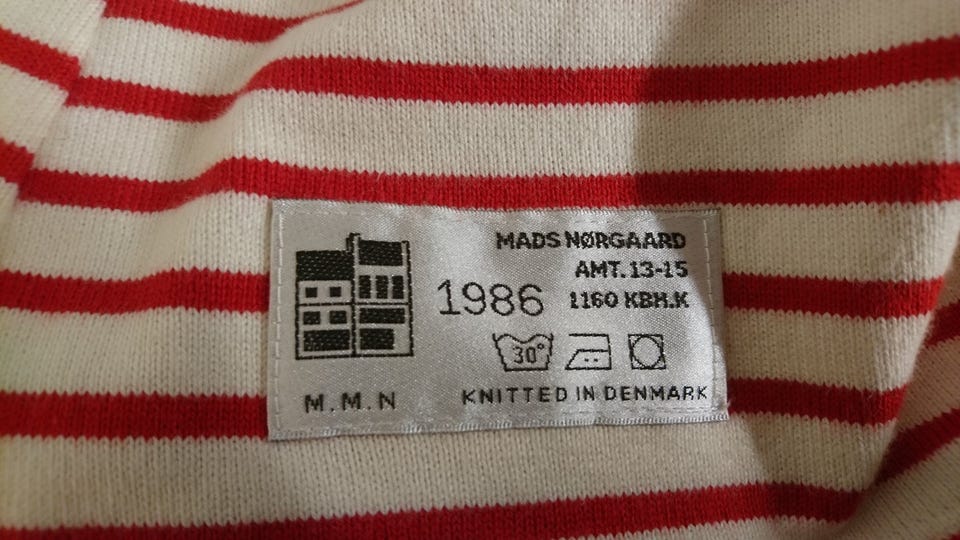 MADS NØRGAARD
AMT. 13-15
1986
1160 KBH.K
30°
M.M.N
KNITTED IN DENMARK